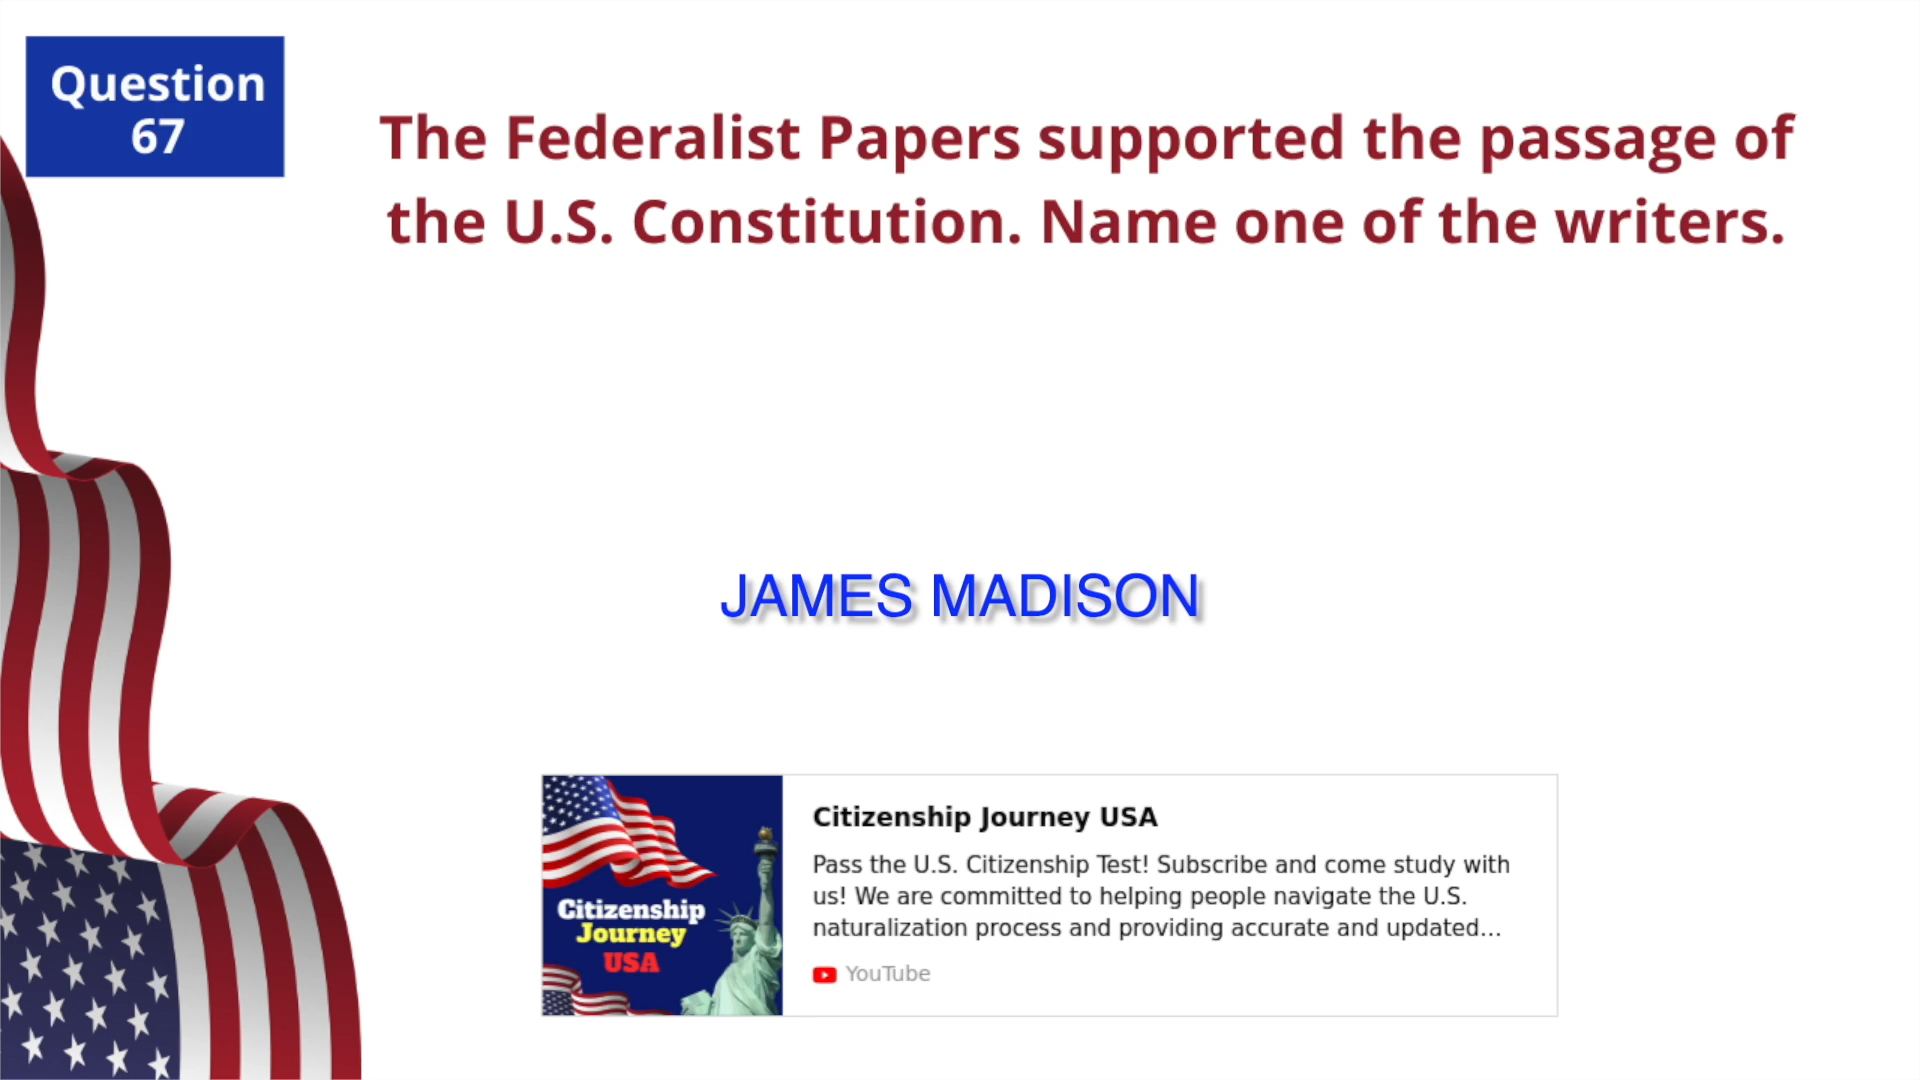 Question
67
The Federalist Papers supported the passage of
the U.S. Constitution. Name one of the writers.
JAMES MADISON
Citizenship
Journey
USA
Citizenship Journey USA
Pass the U.S. Citizenship Test! Subscribe and come study with
us! We are committed to helping people navigate the U.S.
naturalization process and providing accurate and updated...
YouTube